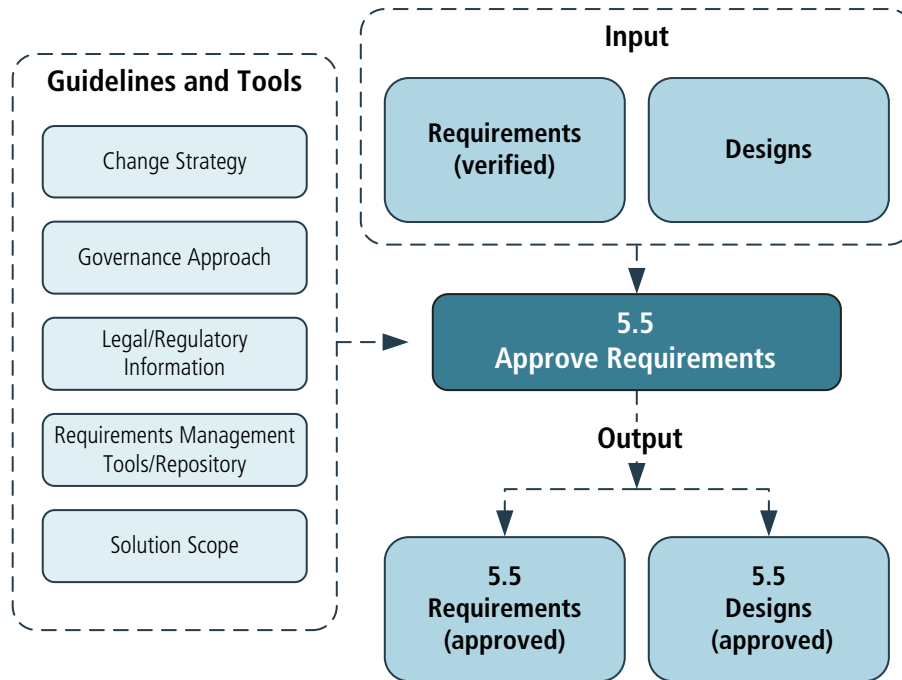 Guidelines and Tools
Change Strategy
Governance Approach
Legal/Regulatory
Information
Requirements Management
Tools/Repository
Solution Scope
Input
Requirements
(verified)
Designs
5.5
Approve Requirements
Output
5.5
Requirements
(approved)
5.5
Designs
(approved)